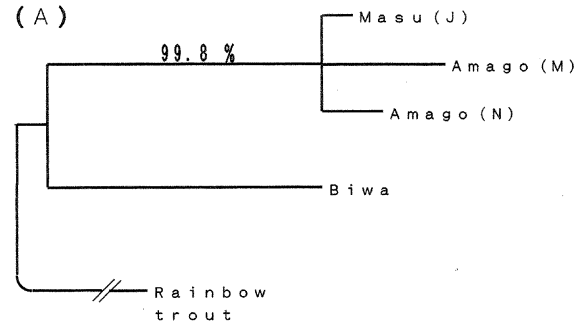 (A)
Masu (J)
99.8 %
Amago (M)
Amago (N)
Biwa
Rainbow
trout